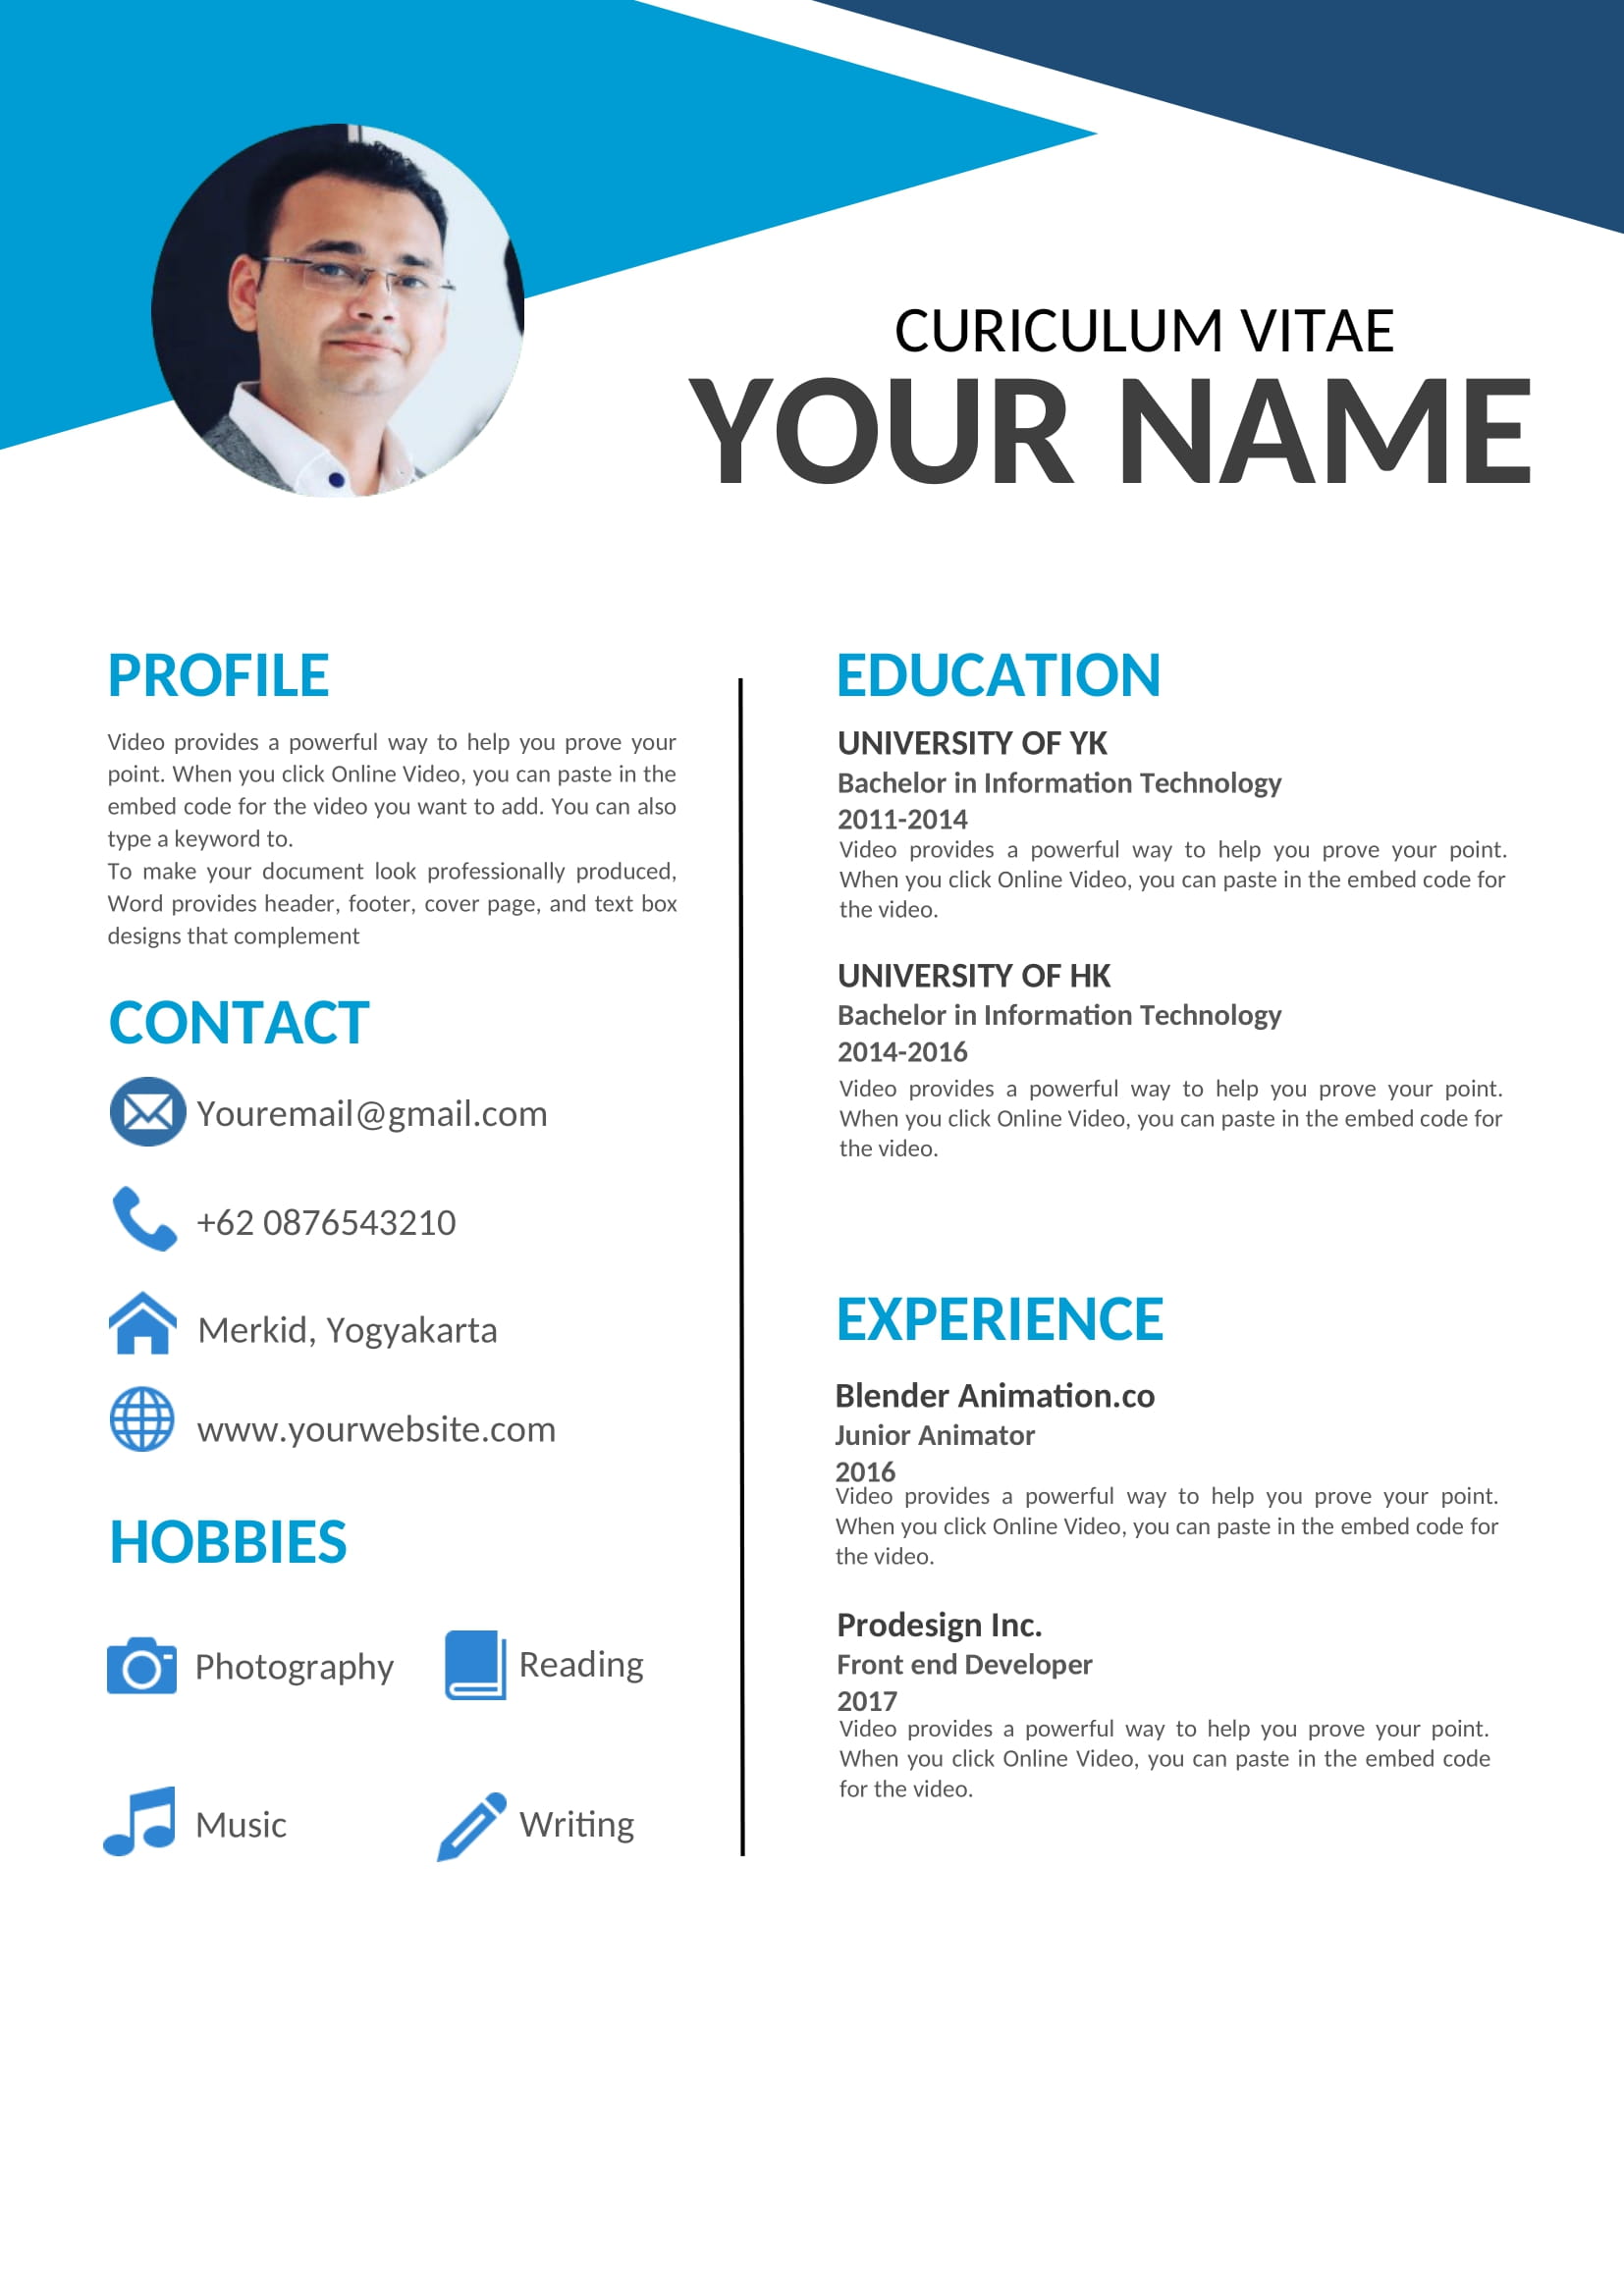 CURICULUM VITAE
YOUR NAME
PROFILE
Video provides a powerful way to help you prove your
point. When you click Online Video, you can paste in the
embed code for the video you want to add. You can also
type a keyword to.
To make your document look professionally produced,
Word provides header, footer, cover page, and text box
designs that complement
CONTACT
Youremail@gmail.com
+62 0876543210
Merkid, Yogyakarta
www.yourwebsite.com
HOBBIES
Photography
Reading
Music
Writing
EDUCATION
UNIVERSITY OF YK
Bachelor in Information Technology
2011-2014
Video provides a powerful way to help you prove your point.
When you click Online Video, you can paste in the embed code for
the video.
UNIVERSITY OF HK
Bachelor in Information Technology
2014-2016
Video provides a powerful way to help you prove your point.
When you click Online Video, you can paste in the embed code for
the video.
EXPERIENCE
Blender Animation.co
Junior Animator
2016
Video provides a powerful way to help you prove your point.
When you click Online Video, you can paste in the embed code for
the video.
Prodesign Inc.
Front end Developer
2017
Video provides a powerful way to help you prove your point.
When you click Online Video, you can paste in the embed code
for the video.